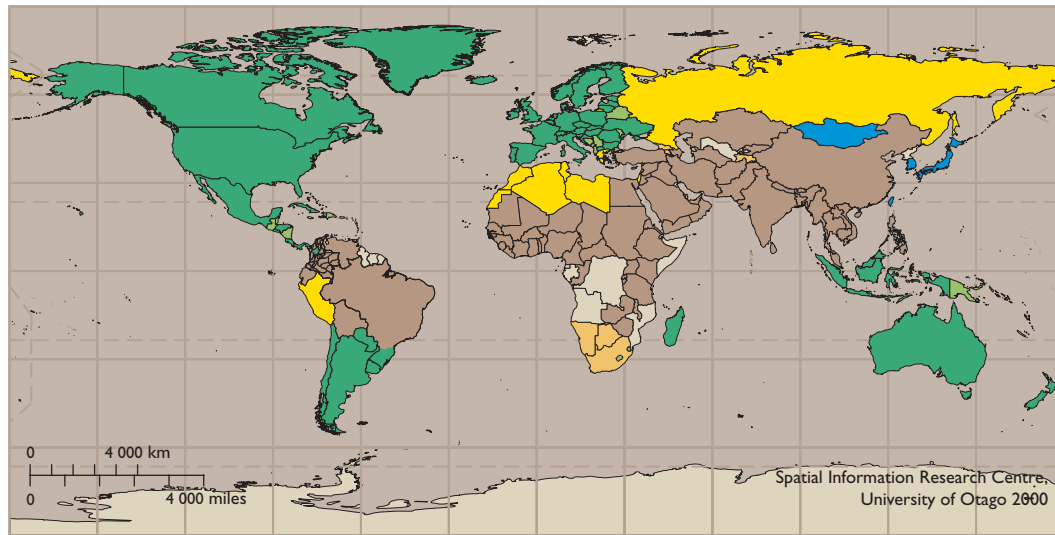 0 4 000 km
0 4 000 miles
Spatial Information Research Centre,
University of Otago 2000